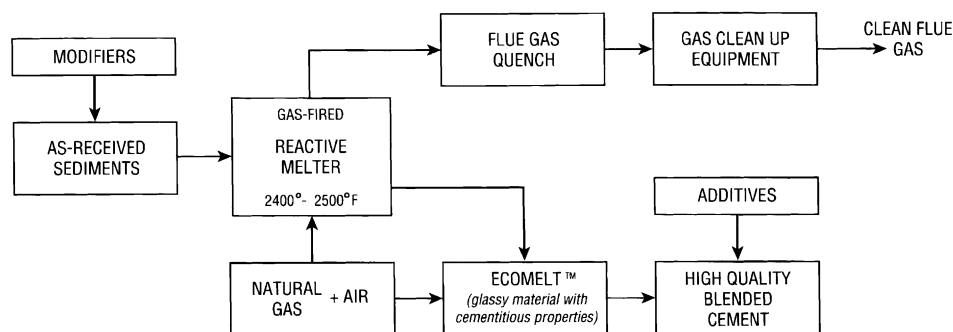 MODIFIERS
AS-RECEIVED
SEDIMENTS
GAS-FIRED
REACTIVE
MELTER
2400°- 2500°F
NATURAL
GAS + AIR
FLUE GAS
QUENCH
GAS CLEAN UP
EQUIPMENT
CLEAN FLUE
GAS
ECOMELT™
(glassy material with
cementitious properties)
ADDITIVES
HIGH QUALITY
BLENDED
CEMENT